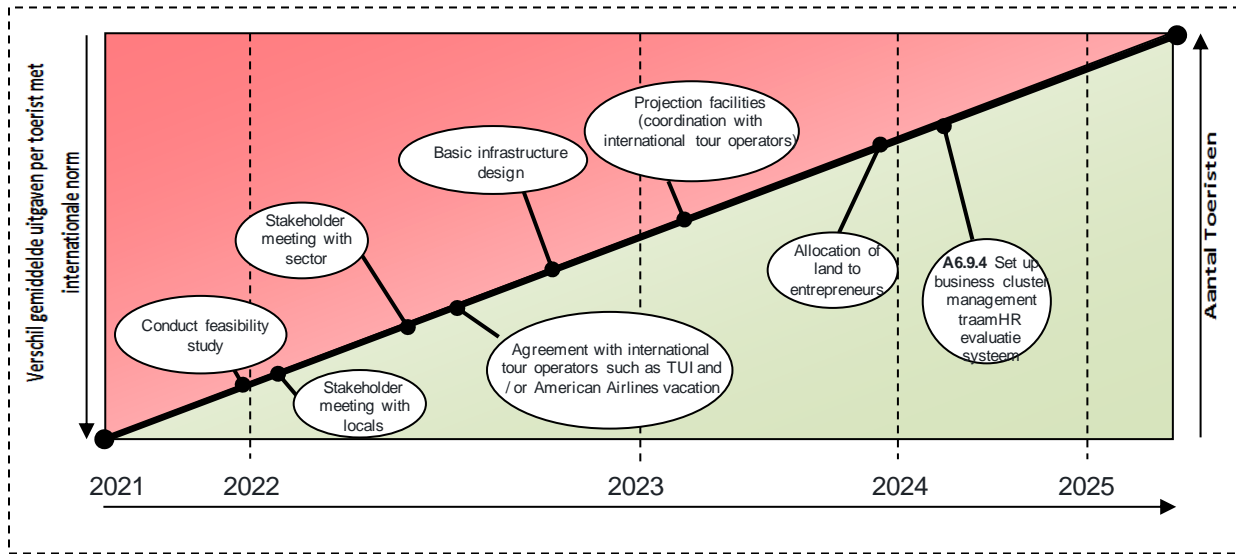 Verschil gemiddelde uitgaven per toerist met
internationale norm
Projection facilities
(coordination with
international tour operators)
Basic infrastructure
design
Stakeholder
meeting with
sector
Conduct feasibility
study
Stakeholder
meeting with
locals
Agreement with international
tour operators such as TUI and
/ or American Airlines vacation
Allocation of
land to
entrepreneurs
A6.9.4 Set up
business cluster
management
traamHR
evaluatie
systeem
Aantal Toeristen
2021
2022
2023
2024
2025